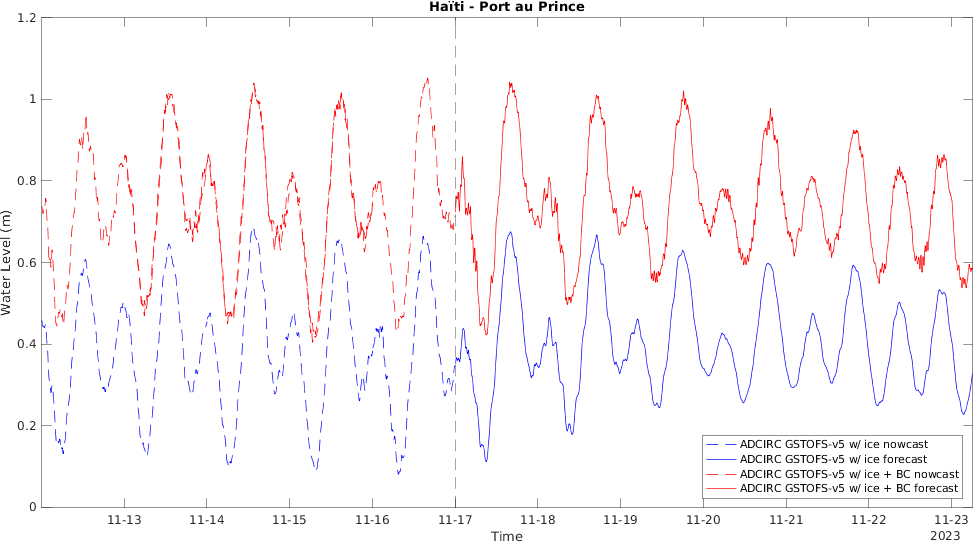 Haïti - Port au Prince
1.2
1
0.8
0.6
0.4
0.2
0
Water Level (m)
11-13 11-14 11-15 11-16 11-17 11-18 11-19 11-20 11-21 11-22 11-23
2023
Time
ADCIRC GSTOFS-v5 w/ ice nowcast
ADCIRC GSTOFS-v5 w/ ice forecast
ADCIRC GSTOFS-v5 w/ ice + BC nowcast
ADCIRC GSTOFS-v5 w/ ice + BC forecast